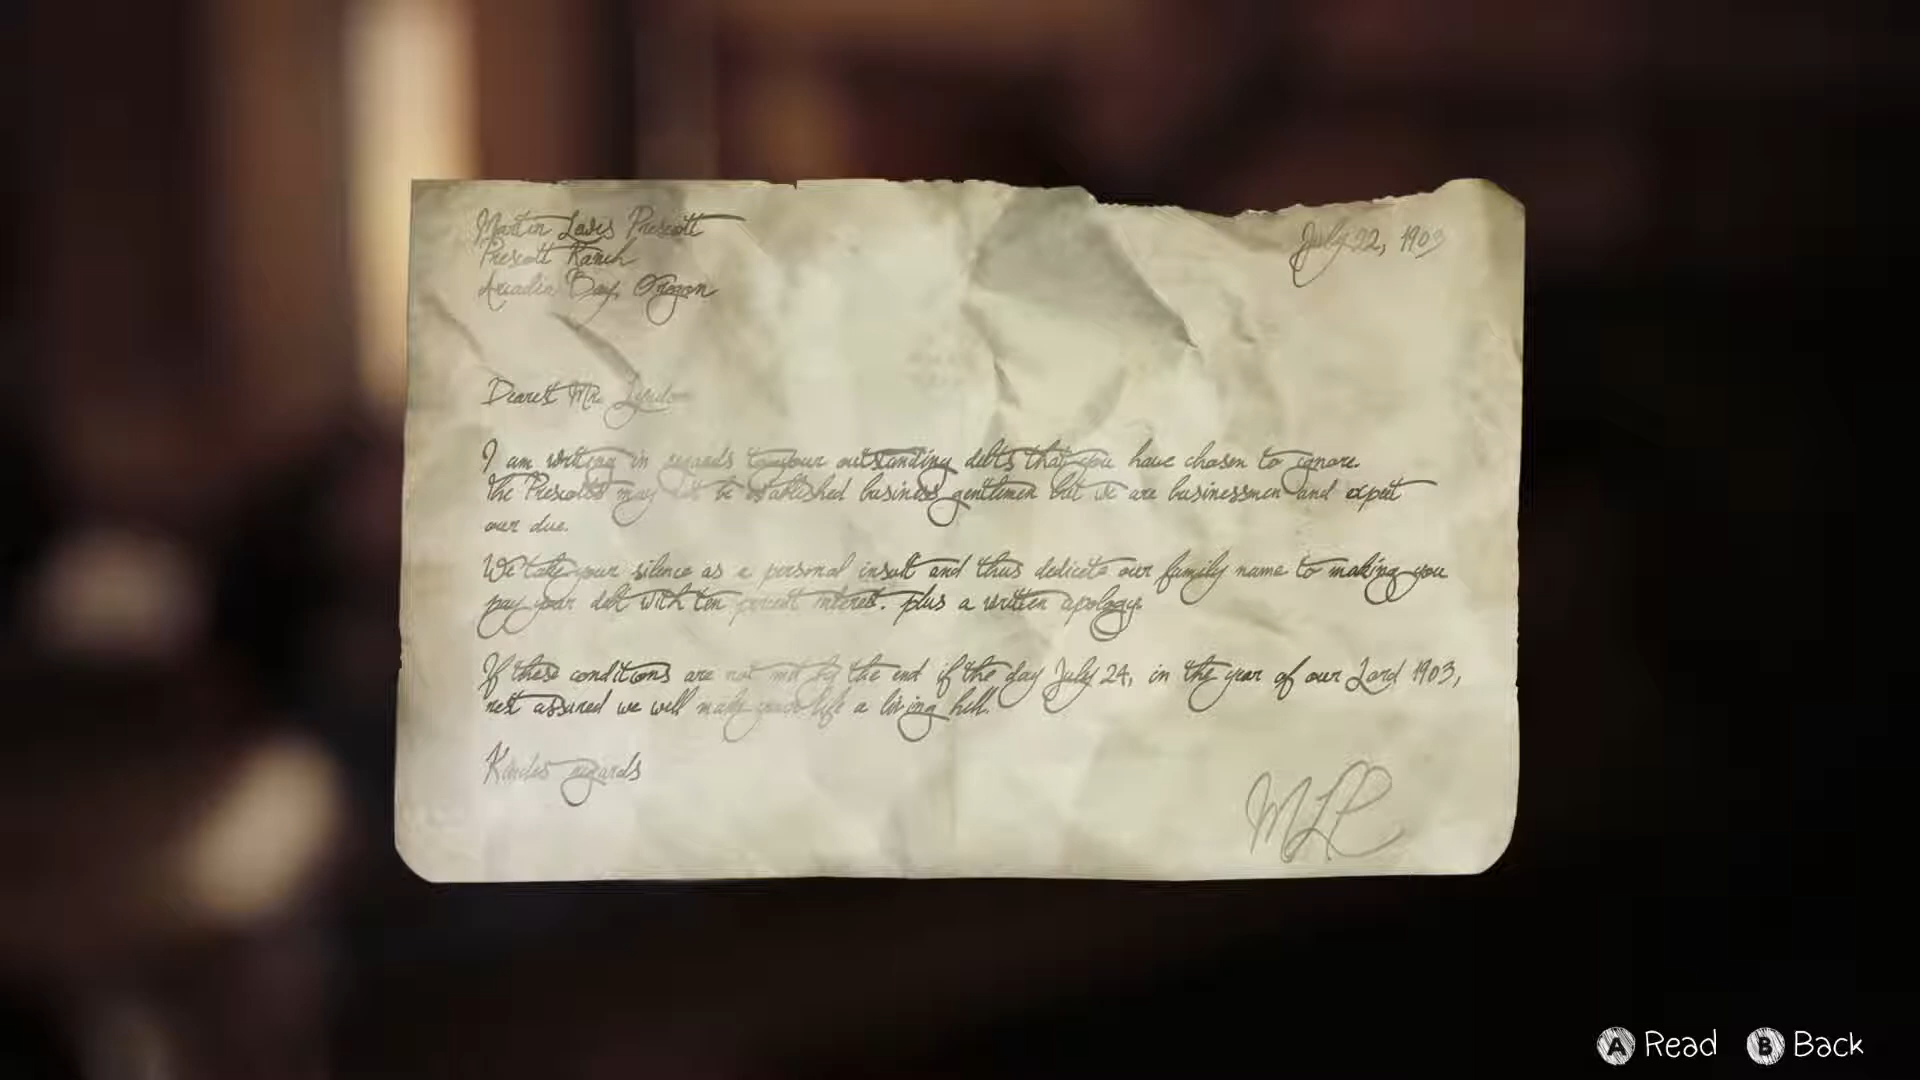 Martin Lewis Prescott
Prescott Ranch
Arcadia Bay, Oregon
July 22, 1903
Dearest Mr.
I am writing in regards to your outstanding debts that you have chosen to ignore.
The Prescotts may not be established business gentlemen but we are businessmen and expect
our due.
We take your silence as a personal insult and thus dedicate our family name to making you
pay your debt with ten percent interest. plus a written apology.
If these conditions are not met by the end if the day July 24, in the year of our Lord 1903,
rest assured we will make your life a living hell.
regards
MLP
A Read B Back